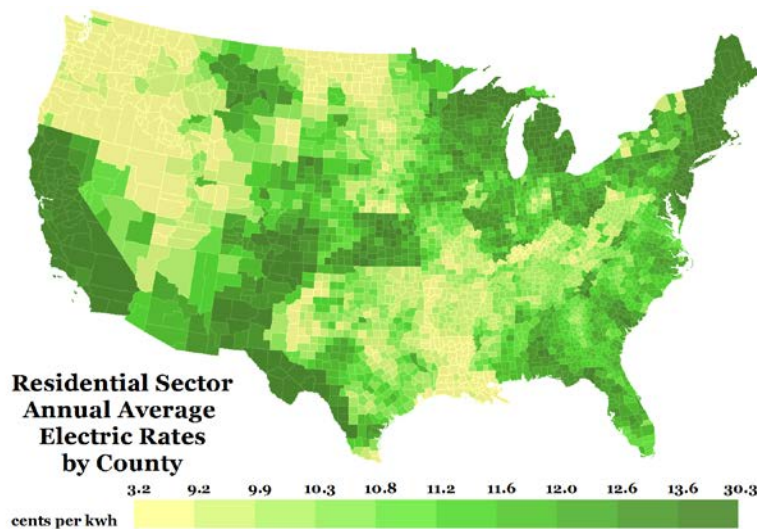 Residential Sector
Annual Average
Electric Rates
by County
3.2 9.2 9.9 10.3 10.8 11.2 11.6 12.0 12.6 13.6 30.3
cents per kwh